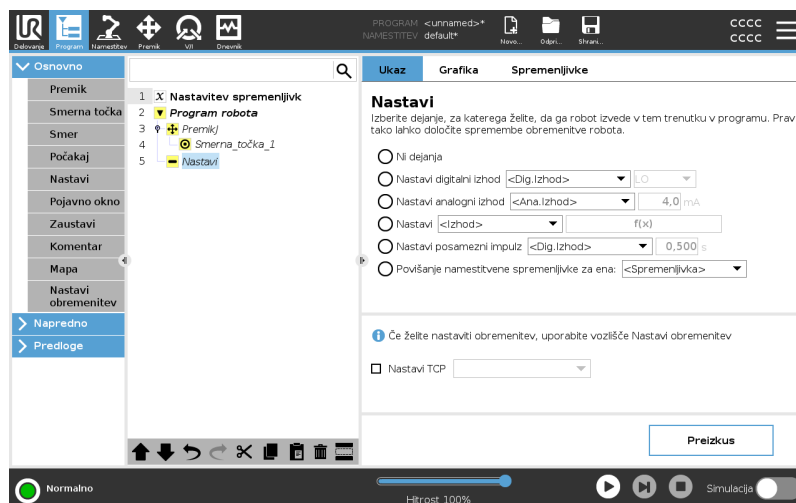 UR
PROGRAM <unnamed>*
NAMESTITEV default*
cccc
cccc
Delovanje Program Namestitev Premik V/I Dnevnik Novo... Odpri... Shrani...
Osnovno
Premik
Smerna točka
Smer
Počakaj
Nastavi
Pojavno okno
Zaustavi
Komentar
Mapa
Nastavi
obremenitev
Napredno
Predloge
1 X Nastavitev spremenljivk
2 Program robota
3 PremikJ
4 Smerna_točka_1
5 Nastavi
Ukaz Grafika Spremenljivke
Nastavi
Izberite dejanje, za katerega želite, da ga robot izvede v tem trenutku v programu. Prav
tako lahko določite spremembe obremenitve robota.
Ni dejanja
Nastavi digitalni izhod <Dig.Izhod> LO
Nastavi analogni izhod <Ana.Izhod> 4,0 mA
Nastavi <Izhod> f(x)
Nastavi posamezni impulz <Dig.Izhod> 0,500 s
Povišanje namestitvene spremenljivke za ena: <Spremenljivka>
Če želite nastaviti obremenitev, uporabite vozlišče Nastavi obremenitev
Nastavi TCP
Preizkus
Normalno
Hitrost 100%
Simulacija